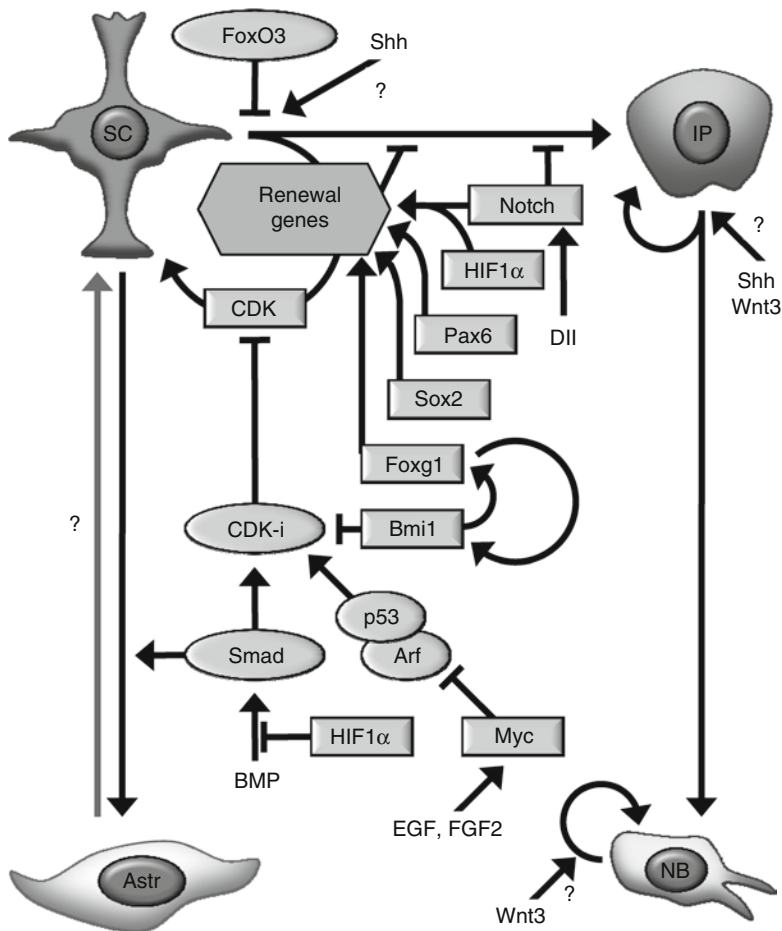 FoxO3
Shh
?
SC
IP
Renewal
genes
Notch
?
HIF1α
Shh
Wnt3
CDK
Pax6
DII
Sox2
Foxg1
?
CDK-i
Bmi1
p53
Smad
Arf
HIF1α
Myc
BMP
EGF, FGF2
Astr
NB
?
Wnt3